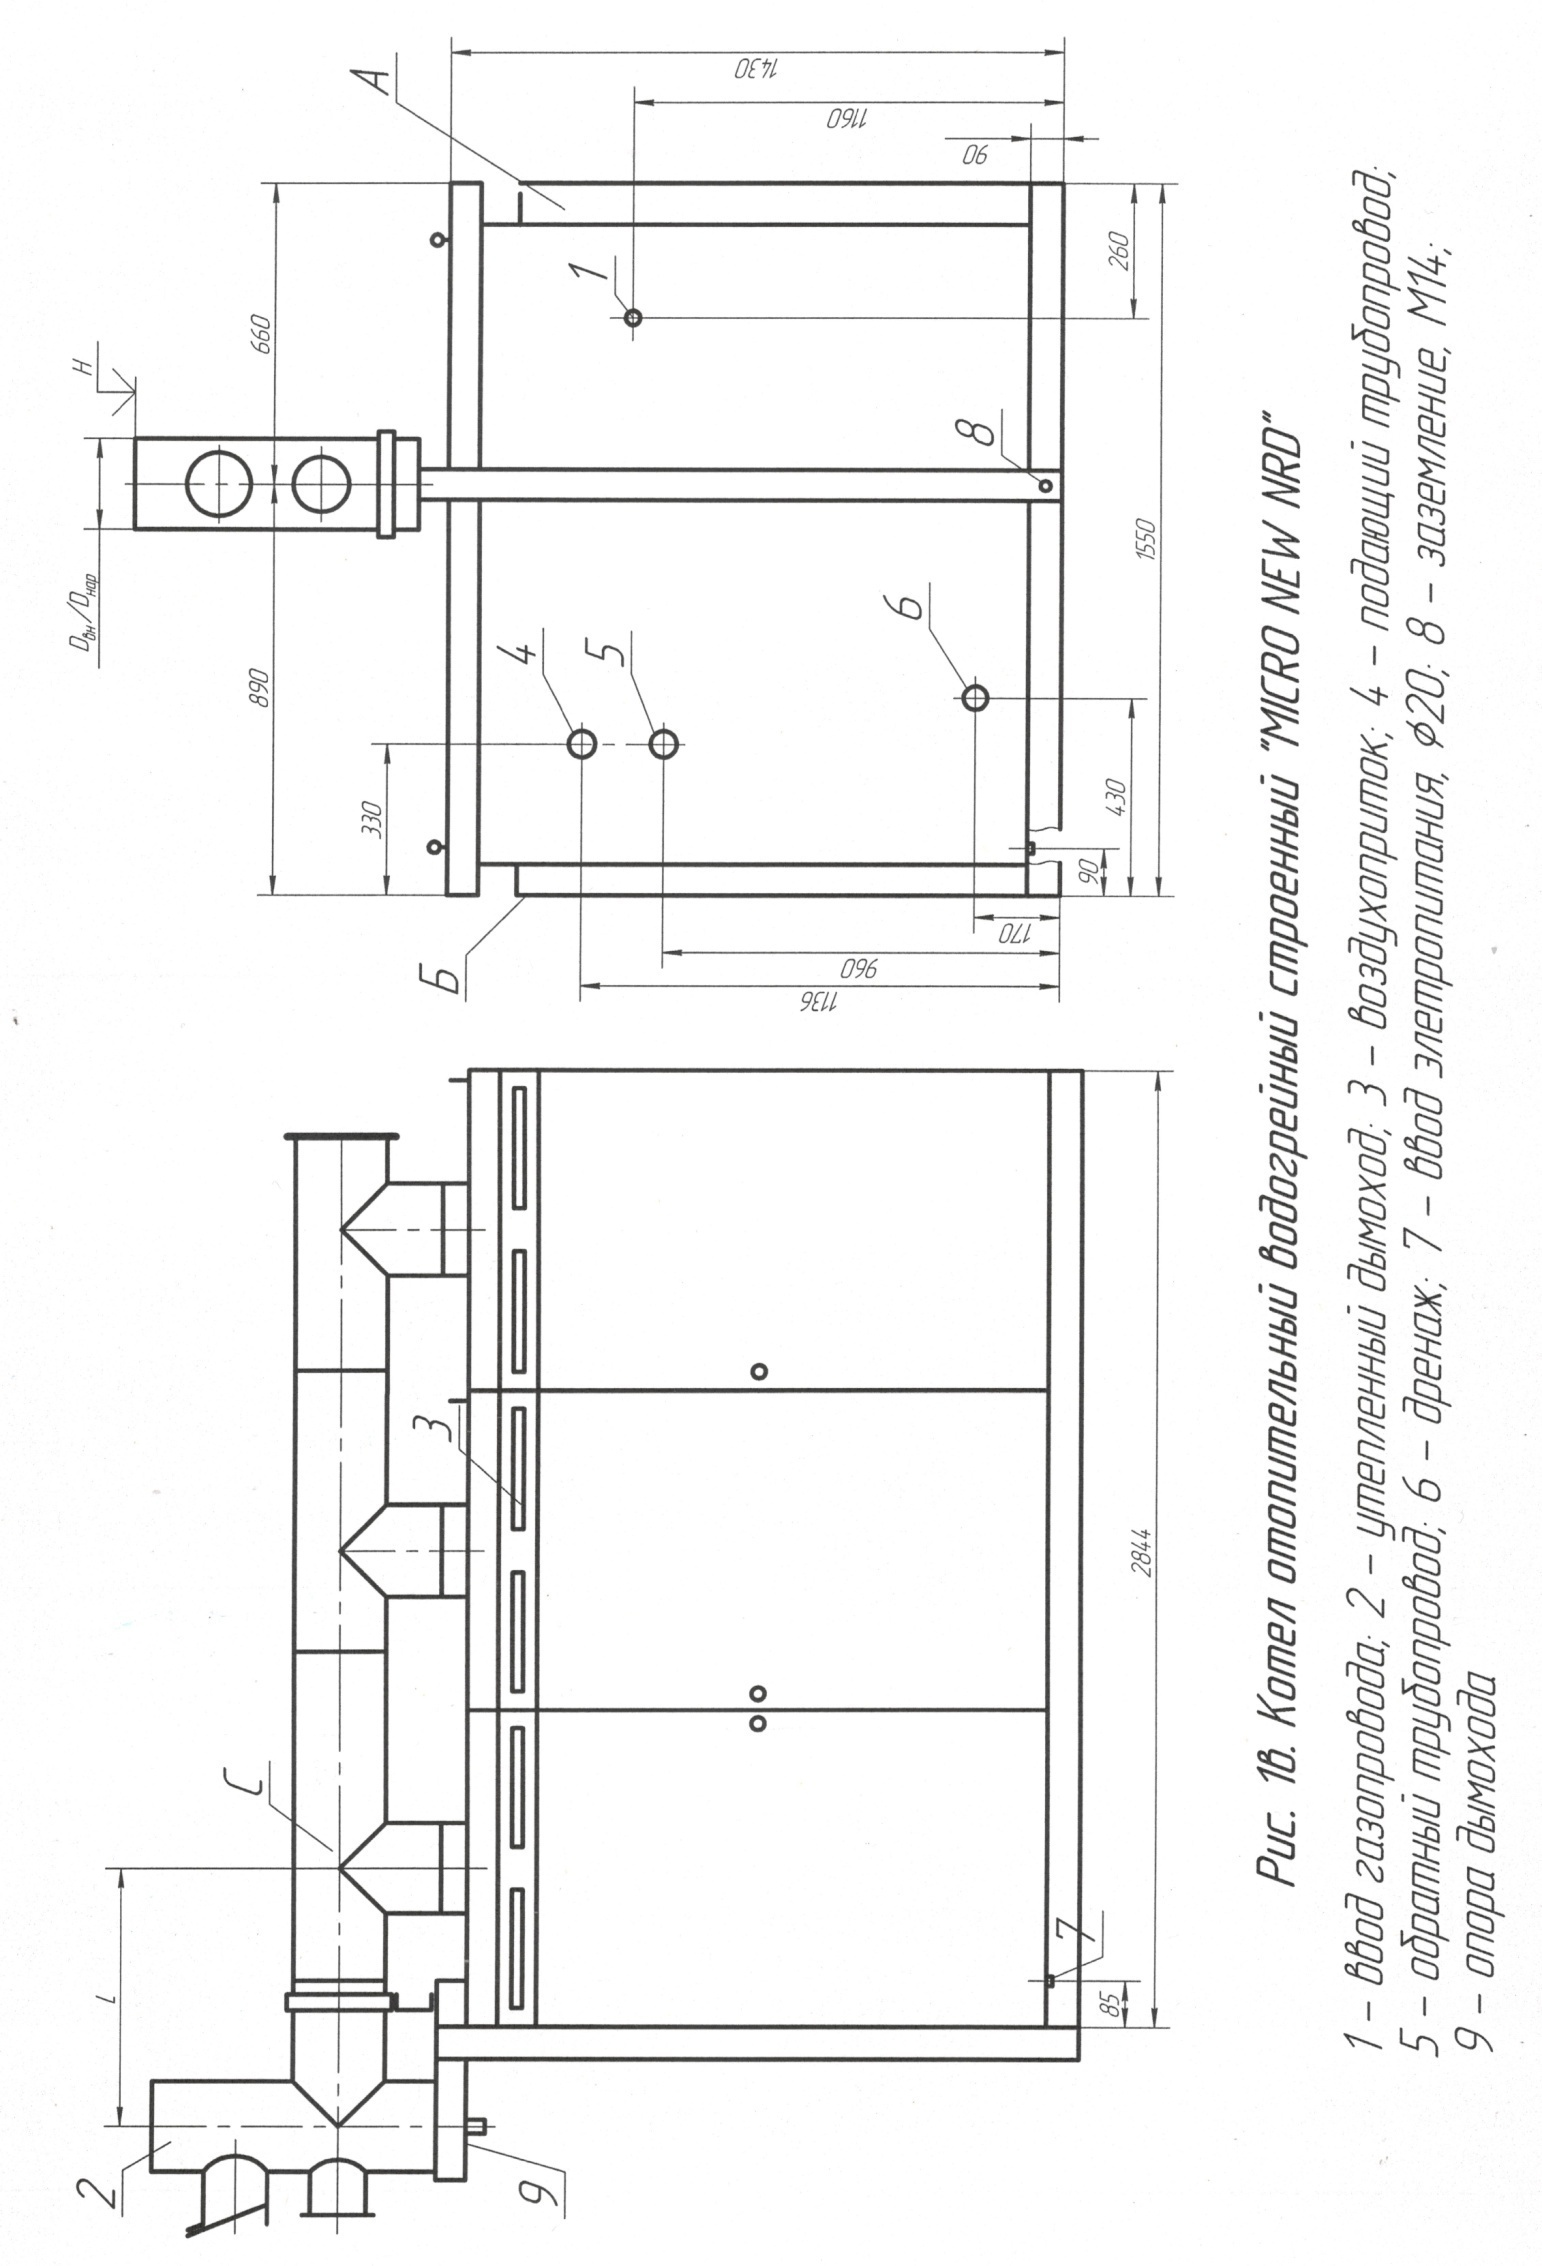 2
L
С
3
7
85
2844
9
Dвн/Dнар
H
890
660
330
4
5
6
1
8
А
Б
1136
960
170
90
430
1550
260
90
1160
1430
Рис. 1в. Котел отопительный водогрейный строенный "MICRO NEW NRD"
1 – ввод газопровода; 2 – утепленный дымоход; 3 – воздухоприток; 4 – подающий трубопровод;
5 – обратный трубопровод; 6 – дренаж; 7 – ввод элетропитания, ф20; 8 – заземление, М14;
9 – опора дымохода